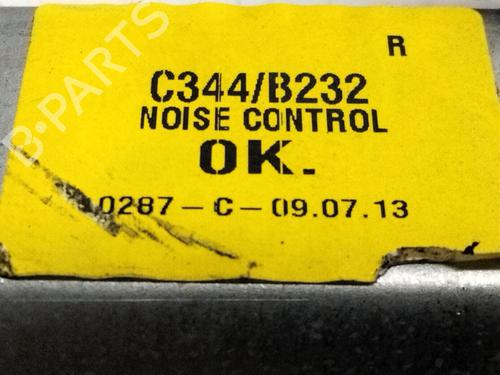 R
C344/B232
NOISE CONTROL
OK.
0287-C-09.07.13
B-PARTS